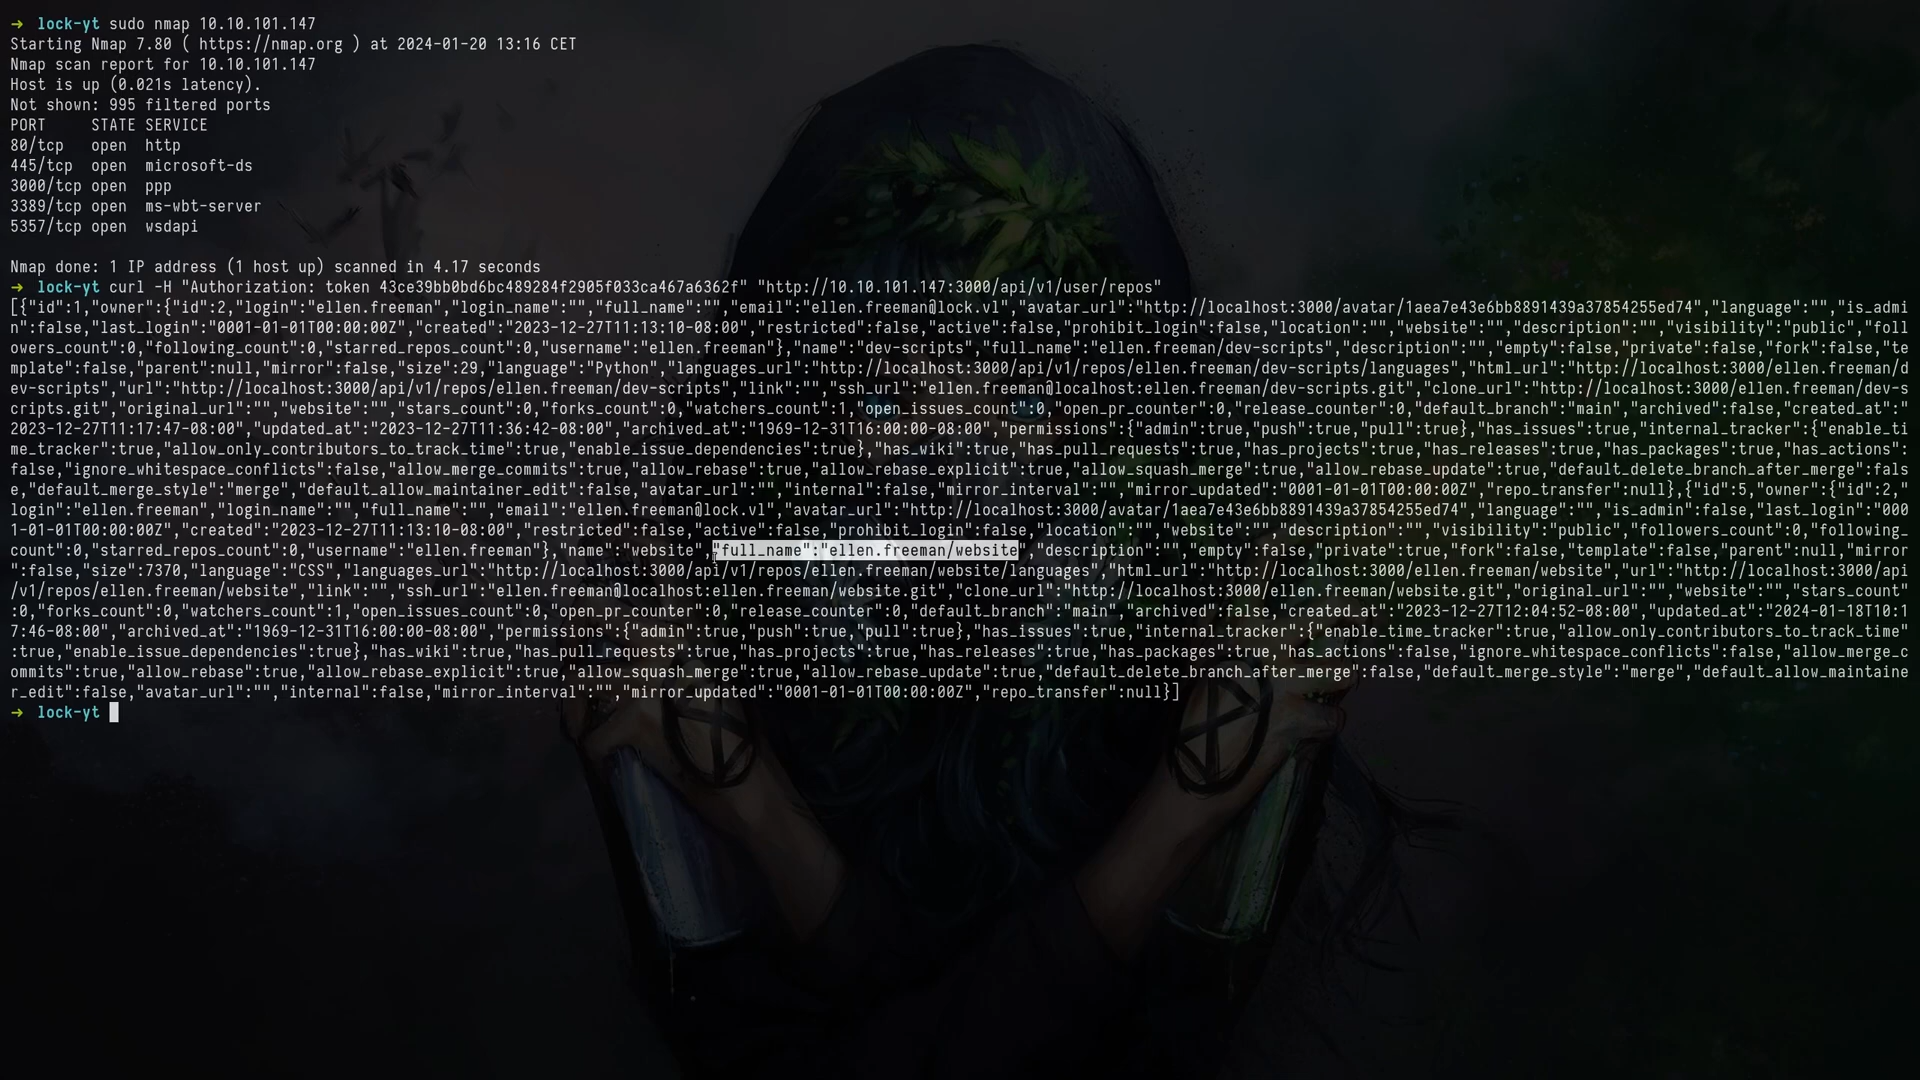 → lock-yt sudo nmap 10.10.101.147
Starting Nmap 7.80 ( https://nmap.org ) at 2024-01-20 13:16 CET
Nmap scan report for 10.10.101.147
Host is up (0.021s latency).
Not shown: 995 filtered ports
PORT     STATE SERVICE
80/tcp   open  http
445/tcp  open  microsoft-ds
3000/tcp open  ppp
3389/tcp open  ms-wbt-server
5357/tcp open  wsdapi
Nmap done: 1 IP address (1 host up) scanned in 4.17 seconds
→ lock-yt curl -H "Authorization: token 43ce39bb0bd6bc489284f2905f033ca467a6362f" "http://10.10.101.147:3000/api/v1/user/repos"
[{"id":1,"owner":{"id":2,"login":"ellen.freeman","login_name":"","full_name":"","email":"ellen.freeman@lock.vl","avatar_url":"http://localhost:3000/avatar/1aea7e43e6bb8891439a37854255ed74","language":"","is_admi
n":false,"last_login":"0001-01-01T00:00:00Z","created":"2023-12-27T11:13:10-08:00","restricted":false,"active":false,"prohibit_login":false,"location":"","website":"","description":"","visibility":"public","foll
owers_count":0,"following_count":0,"starred_repos_count":0,"username":"ellen.freeman"},"name":"dev-scripts","full_name":"ellen.freeman/dev-scripts","description":"","empty":false,"private":false,"fork":false,"te
mplate":false,"parent":null,"mirror":false,"size":29,"language":"Python","languages_url":"http://localhost:3000/api/v1/repos/ellen.freeman/dev-scripts/languages","html_url":"http://localhost:3000/ellen.freeman/d
ev-scripts","url":"http://localhost:3000/api/v1/repos/ellen.freeman/dev-scripts","link":"","ssh_url":"ellen.freeman@localhost:ellen.freeman/dev-scripts.git","clone_url":"http://localhost:3000/ellen.freeman/dev-s
cripts.git","original_url":"","website":"","stars_count":0,"forks_count":0,"watchers_count":1,"open_issues_count":0,"open_pr_counter":0,"release_counter":0,"default_branch":"main","archived":false,"created_at":"
2023-12-27T11:17:47-08:00","updated_at":"2023-12-27T11:36:42-08:00","archived_at":"1969-12-31T16:00:00-08:00","permissions":{"admin":true,"push":true,"pull":true},"has_issues":true,"internal_tracker":{"enable_ti
me_tracker":true,"allow_only_contributors_to_track_time":true,"enable_issue_dependencies":true},"has_wiki":true,"has_pull_requests":true,"has_projects":true,"has_releases":true,"has_packages":true,"has_actions":
false,"ignore_whitespace_conflicts":false,"allow_merge_commits":true,"allow_rebase":true,"allow_rebase_explicit":true,"allow_squash_merge":true,"allow_rebase_update":true,"default_delete_branch_after_merge":fals
e,"default_merge_style":"merge","default_allow_maintainer_edit":false,"avatar_url":"","internal":false,"mirror_interval":"","mirror_updated":"0001-01-01T00:00:00Z","repo_transfer":null},{"id":5,"owner":{"id":2,"
login":"ellen.freeman","login_name":"","full_name":"","email":"ellen.freeman@lock.vl","avatar_url":"http://localhost:3000/avatar/1aea7e43e6bb8891439a37854255ed74","language":"","is_admin":false,"last_login":"000
1-01-01T00:00:00Z","created":"2023-12-27T11:13:10-08:00","restricted":false,"active":false,"prohibit_login":false,"location":"","website":"","description":"","visibility":"public","followers_count":0,"following_
count":0,"starred_repos_count":0,"username":"ellen.freeman"},"name":"website","full_name":"ellen.freeman/website","description":"","empty":false,"private":true,"fork":false,"template":false,"parent":null,"mirror
":false,"size":7370,"language":"CSS","languages_url":"http://localhost:3000/api/v1/repos/ellen.freeman/website/languages","html_url":"http://localhost:3000/ellen.freeman/website","url":"http://localhost:3000/api
/v1/repos/ellen.freeman/website","link":"","ssh_url":"ellen.freeman@localhost:ellen.freeman/website.git","clone_url":"http://localhost:3000/ellen.freeman/website.git","original_url":"","website":"","stars_count"
:0,"forks_count":0,"watchers_count":1,"open_issues_count":0,"open_pr_counter":0,"release_counter":0,"default_branch":"main","archived":false,"created_at":"2023-12-27T12:04:52-08:00","updated_at":"2024-01-18T10:1
7:46-08:00","archived_at":"1969-12-31T16:00:00-08:00","permissions":{"admin":true,"push":true,"pull":true},"has_issues":true,"internal_tracker":{"enable_time_tracker":true,"allow_only_contributors_to_track_time"
:true,"enable_issue_dependencies":true},"has_wiki":true,"has_pull_requests":true,"has_projects":true,"has_releases":true,"has_packages":true,"has_actions":false,"ignore_whitespace_conflicts":false,"allow_merge_c
ommits":true,"allow_rebase":true,"allow_rebase_explicit":true,"allow_squash_merge":true,"allow_rebase_update":true,"default_delete_branch_after_merge":false,"default_merge_style":"merge","default_allow_maintaine
r_edit":false,"avatar_url":"","internal":false,"mirror_interval":"","mirror_updated":"0001-01-01T00:00:00Z","repo_transfer":null}]
→ lock-yt